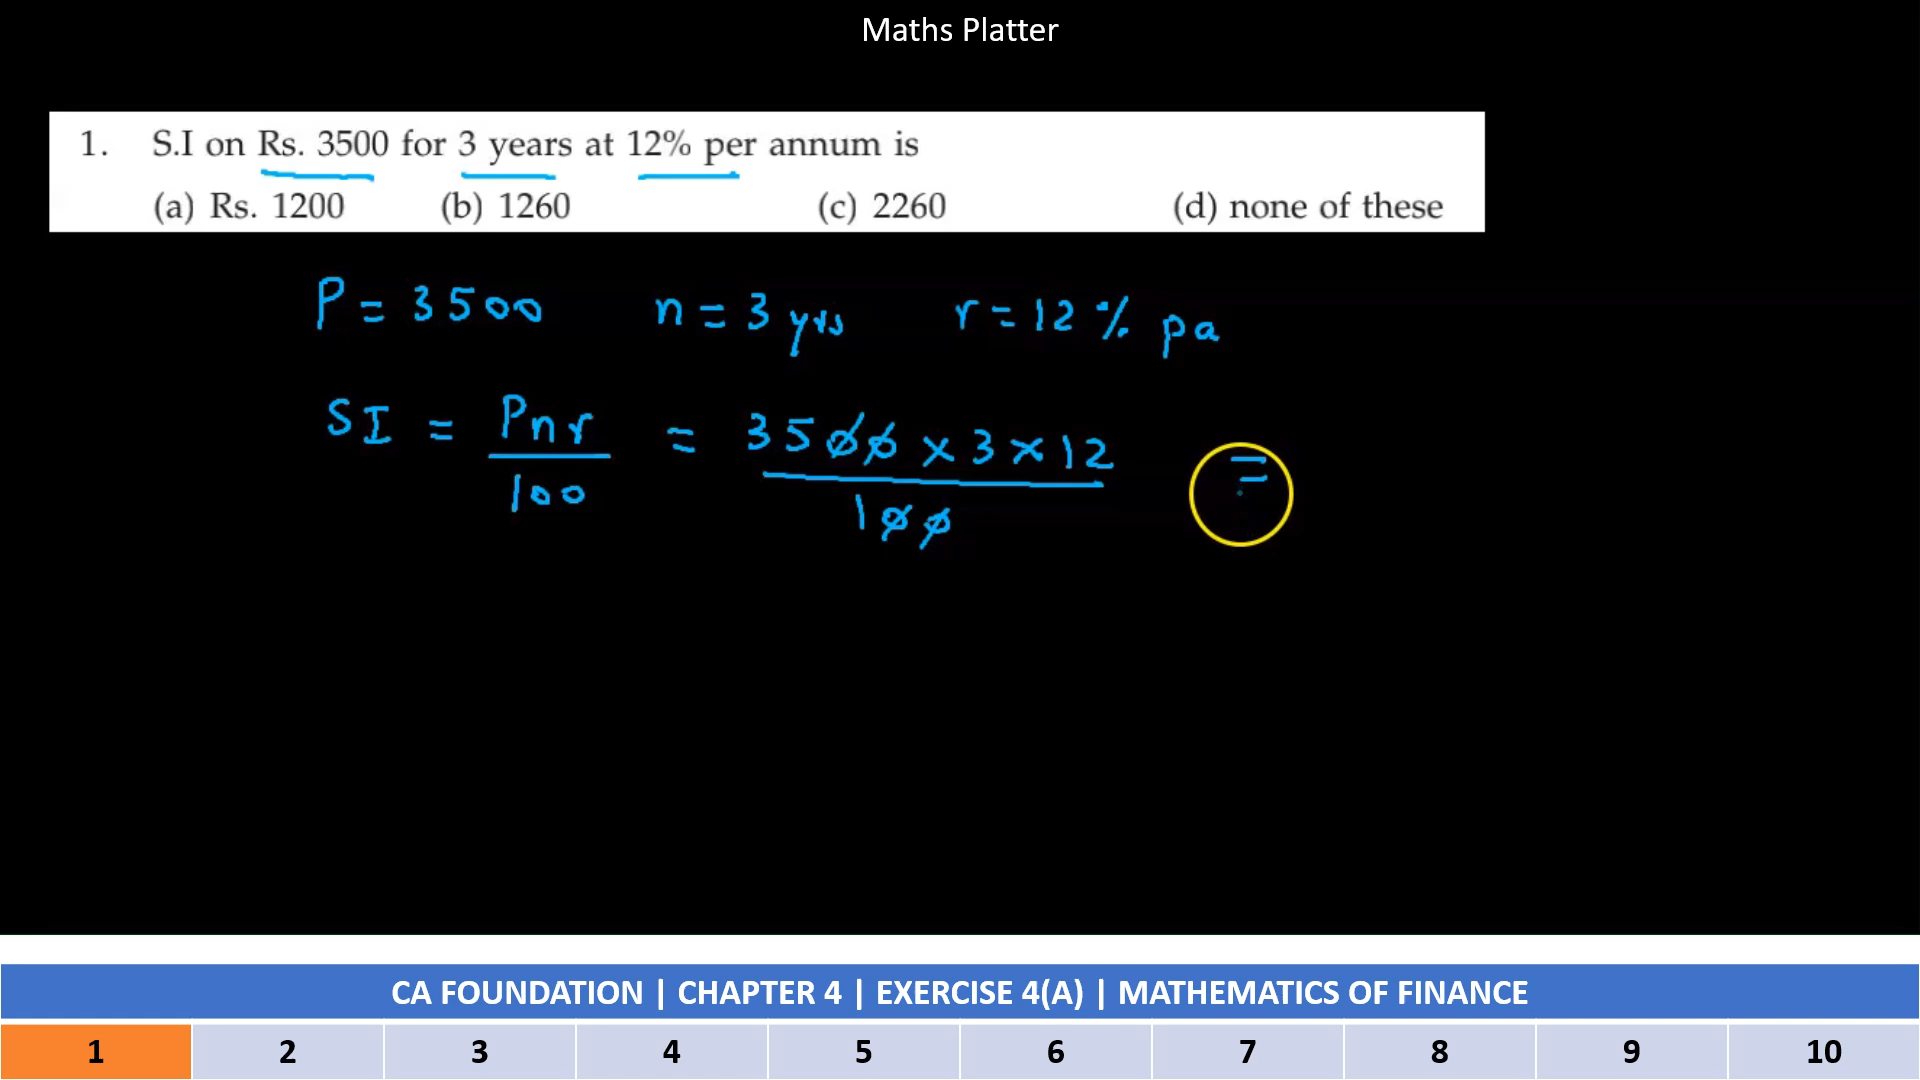 Maths Platter
1. S.I on Rs. 3500 for 3 years at 12% per annum is
(a) Rs. 1200 (b) 1260 (c) 2260 (d) none of these
P = 3500 n = 3 yrs r = 12 % pa
SI = Pnr / 100 = 3500 × 3 × 12 / 100 =
CA FOUNDATION | CHAPTER 4 | EXERCISE 4(A) | MATHEMATICS OF FINANCE
1 2 3 4 5 6 7 8 9 10